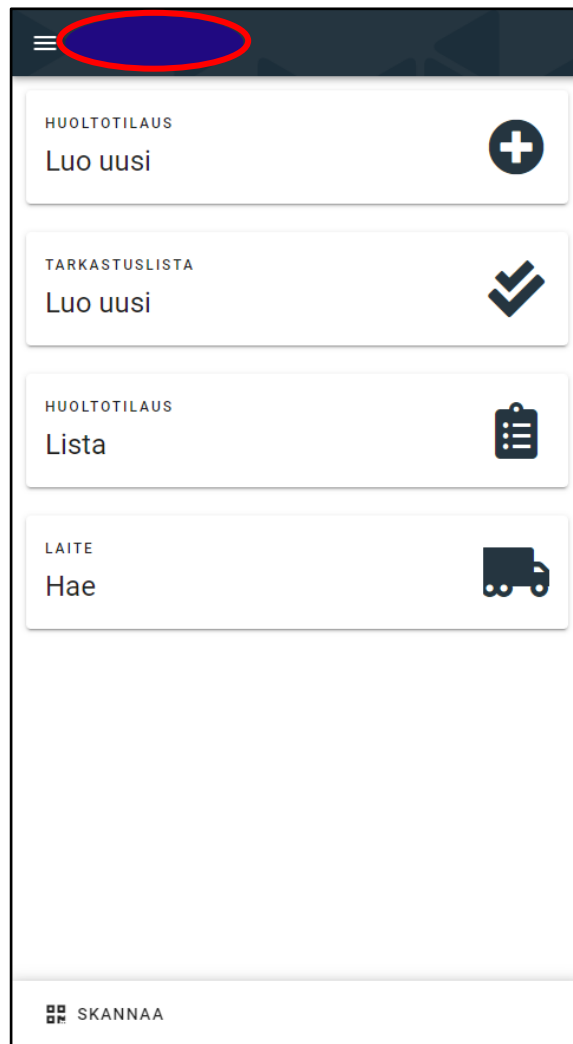 HUOLTOTILAUS
Luo uusi
TARKASTUSLISTA
Luo uusi
HUOLTOTILAUS
Lista
LAITE
Hae
SKANNAA